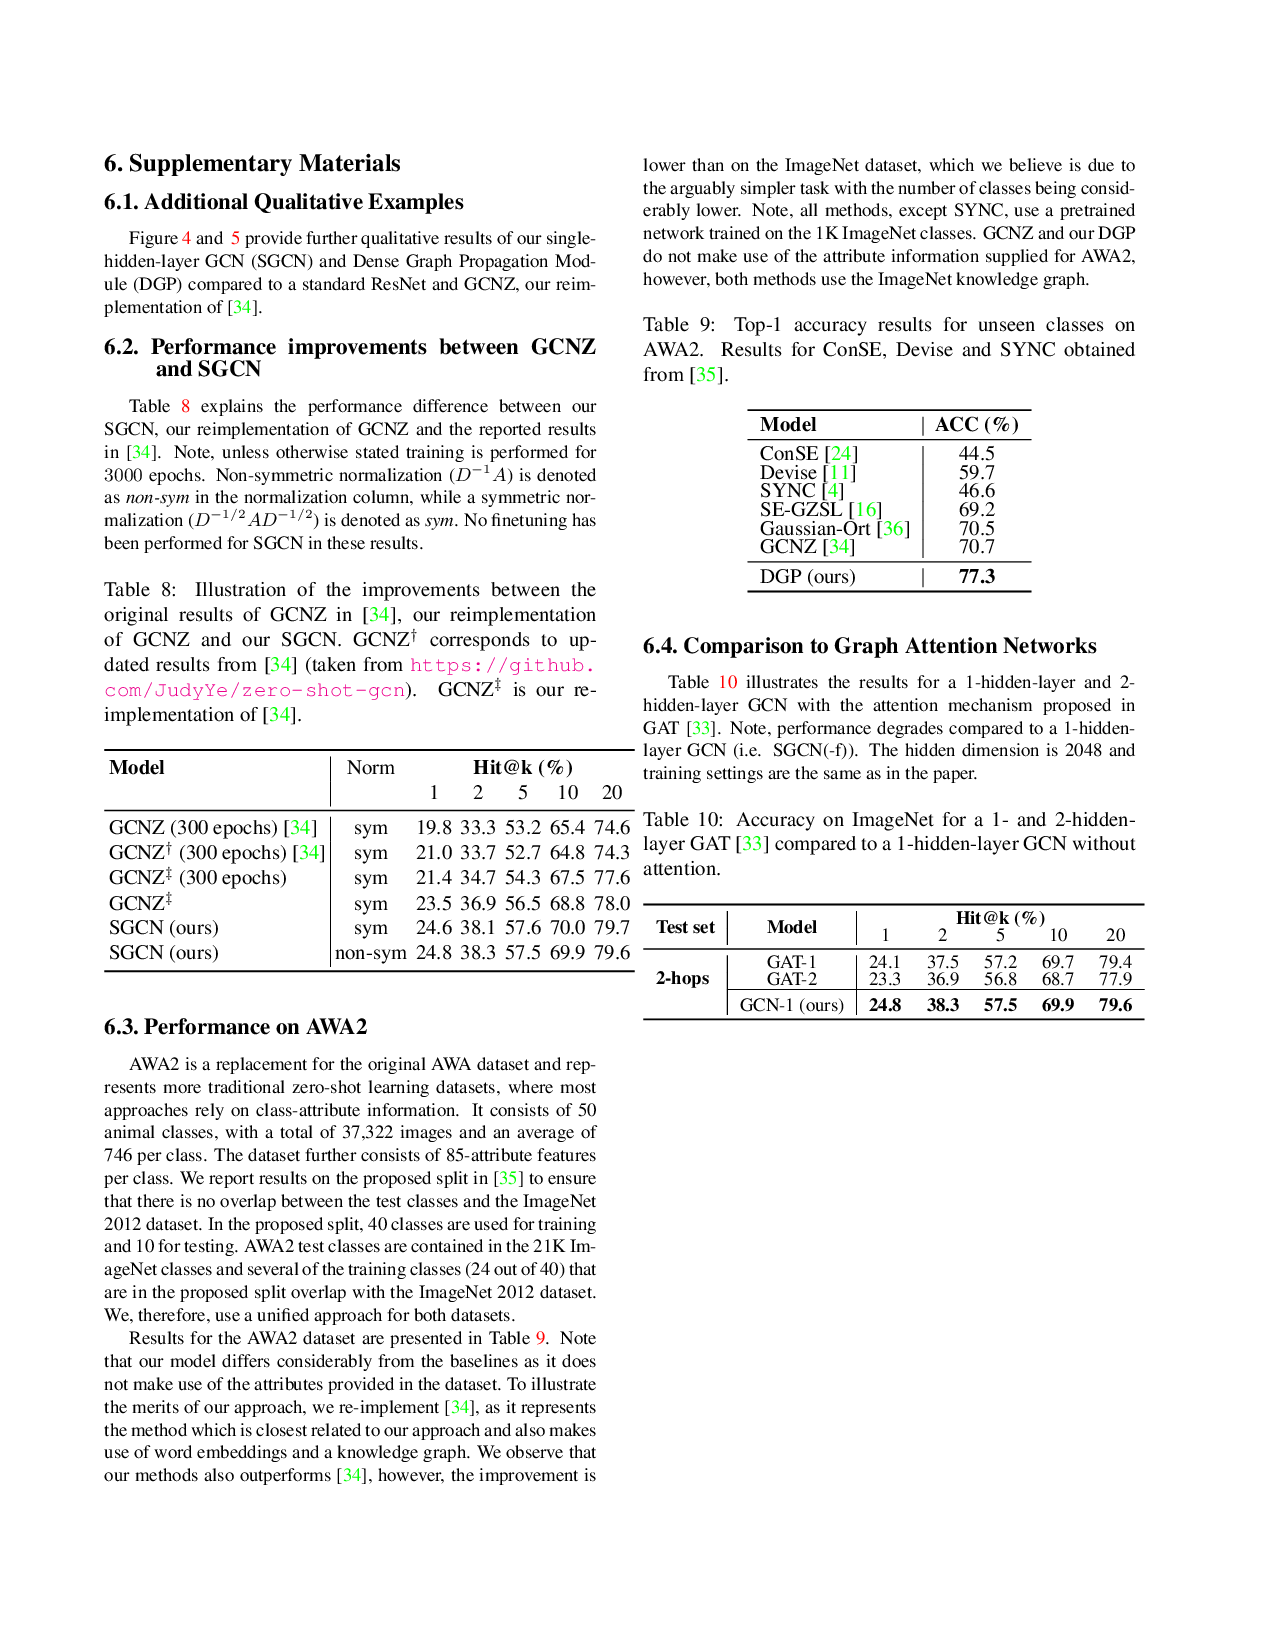 6. Supplementary Materials
6.1. Additional Qualitative Examples
Figure 4 and 5 provide further qualitative results of our single-
hidden-layer GCN (SGCN) and Dense Graph Propagation Mod-
ule (DGP) compared to a standard ResNet and GCNZ, our reim-
plementation of [34].
6.2. Performance improvements between GCNZ
and SGCN
Table 8 explains the performance difference between our
SGCN, our reimplementation of GCNZ and the reported results
in [34]. Note, unless otherwise stated training is performed for
3000 epochs. Non-symmetric normalization (D⁻¹A) is denoted
as non-sym in the normalization column, while a symmetric nor-
malization (D⁻¹/²AD⁻¹/²) is denoted as sym. No finetuning has
been performed for SGCN in these results.
Table 8: Illustration of the improvements between the
original results of GCNZ in [34], our reimplementation
of GCNZ and our SGCN. GCNZ† corresponds to up-
dated results from [34] (taken from https://github.
com/JudyYe/zero-shot-gcn). GCNZ‡ is our re-
implementation of [34].
Model Norm Hit@k (%)
1 2 5 10 20
GCNZ (300 epochs) [34] sym 19.8 33.3 53.2 65.4 74.6
GCNZ† (300 epochs) [34] sym 21.0 33.7 52.7 64.8 74.3
GCNZ‡ (300 epochs) sym 21.4 34.7 54.3 67.5 77.6
GCNZ‡ sym 23.5 36.9 56.5 68.8 78.0
SGCN (ours) sym 24.6 38.1 57.6 70.0 79.7
SGCN (ours) non-sym 24.8 38.3 57.5 69.9 79.6
6.3. Performance on AWA2
AWA2 is a replacement for the original AWA dataset and rep-
resents more traditional zero-shot learning datasets, where most
approaches rely on class-attribute information. It consists of 50
animal classes, with a total of 37,322 images and an average of
746 per class. The dataset further consists of 85-attribute features
per class. We report results on the proposed split in [35] to ensure
that there is no overlap between the test classes and the ImageNet
2012 dataset. In the proposed split, 40 classes are used for training
and 10 for testing. AWA2 test classes are contained in the 21K Im-
ageNet classes and several of the training classes (24 out of 40) that
are in the proposed split overlap with the ImageNet 2012 dataset.
We, therefore, use a unified approach for both datasets.
Results for the AWA2 dataset are presented in Table 9. Note
that our model differs considerably from the baselines as it does
not make use of the attributes provided in the dataset. To illustrate
the merits of our approach, we re-implement [34], as it represents
the method which is closest related to our approach and also makes
use of word embeddings and a knowledge graph. We observe that
our methods also outperforms [34], however, the improvement is
lower than on the ImageNet dataset, which we believe is due to
the arguably simpler task with the number of classes being consid-
erably lower. Note, all methods, except SYNC, use a pretrained
network trained on the 1K ImageNet classes. GCNZ and our DGP
do not make use of the attribute information supplied for AWA2,
however, both methods use the ImageNet knowledge graph.
Table 9: Top-1 accuracy results for unseen classes on
AWA2. Results for ConSE, Devise and SYNC obtained
from [35].
Model ACC (%)
ConSE [24] 44.5
Devise [11] 59.7
SYNC [4] 46.6
SE-GZSL [16] 69.2
Gaussian-Ort [36] 70.5
GCNZ [34] 70.7
DGP (ours) 77.3
6.4. Comparison to Graph Attention Networks
Table 10 illustrates the results for a 1-hidden-layer and 2-
hidden-layer GCN with the attention mechanism proposed in
GAT [33]. Note, performance degrades compared to a 1-hidden-
layer GCN (i.e. SGCN(-f)). The hidden dimension is 2048 and
training settings are the same as in the paper.
Table 10: Accuracy on ImageNet for a 1- and 2-hidden-
layer GAT [33] compared to a 1-hidden-layer GCN without
attention.
Test set Model Hit@k (%)
1 2 5 10 20
2-hops
GAT-1 24.1 37.5 57.2 69.7 79.4
GAT-2 23.3 36.9 56.8 68.7 77.9
GCN-1 (ours) 24.8 38.3 57.5 69.9 79.6